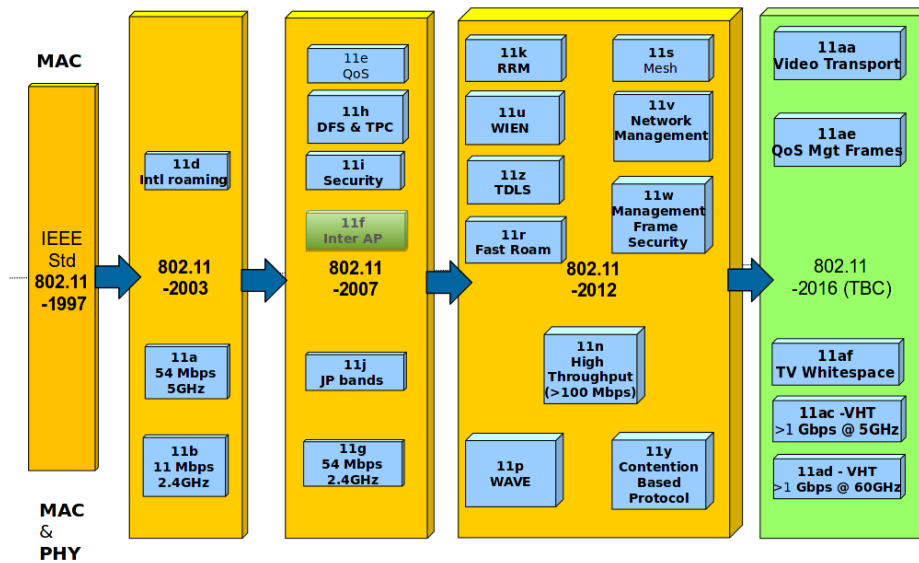 MAC
IEEE
Std
802.11
-1997
MAC
&
PHY
11d
Intl roaming
802.11
-2003
11a
54 Mbps
5GHz
11b
11 Mbps
2.4GHz
11e
QoS
11h
DFS & TPC
11i
Security
11f
Inter AP
802.11
-2007
11j
JP bands
11g
54 Mbps
2.4GHz
11k
RRM
11s
Mesh
11u
WIEN
11v
Network
Management
11z
TDLS
11w
Management
Frame
Security
11r
Fast Roam
802.11
-2012
11n
High
Throughput
(>100 Mbps)
11p
WAVE
11y
Contention
Based
Protocol
11aa
Video Transport
11ae
QoS Mgt Frames
802.11
-2016 (TBC)
11af
TV Whitespace
11ac -VHT
>1 Gbps @ 5GHz
11ad - VHT
>1 Gbps @ 60GHz